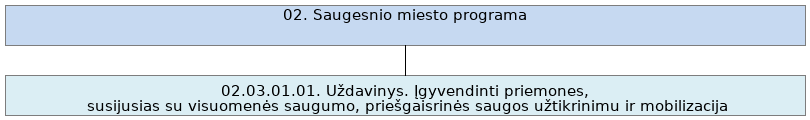 02. Saugesnio miesto programa
02.03.01.01. Uždavinys. Įgyvendinti priemones,
susijusias su visuomenės saugumo, priešgaisrinės saugos užtikrinimu ir mobilizacija